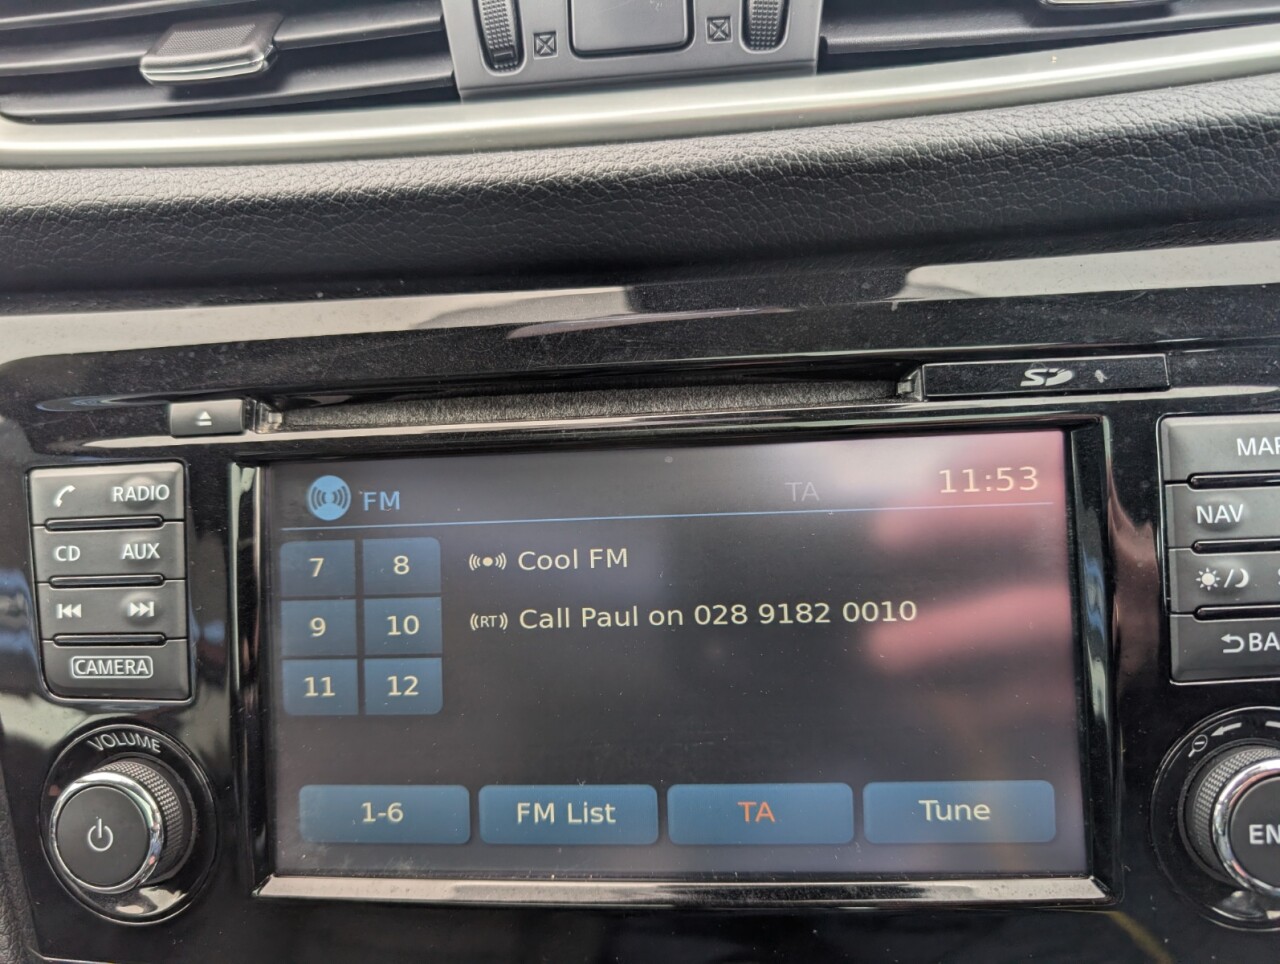 SD
RADIO
CD AUX
CAMERA
VOLUME
FM TA 11:53
7 8
9 10
11 12
Cool FM
(RT) Call Paul on 028 9182 0010
1-6 FM List TA Tune
NAV